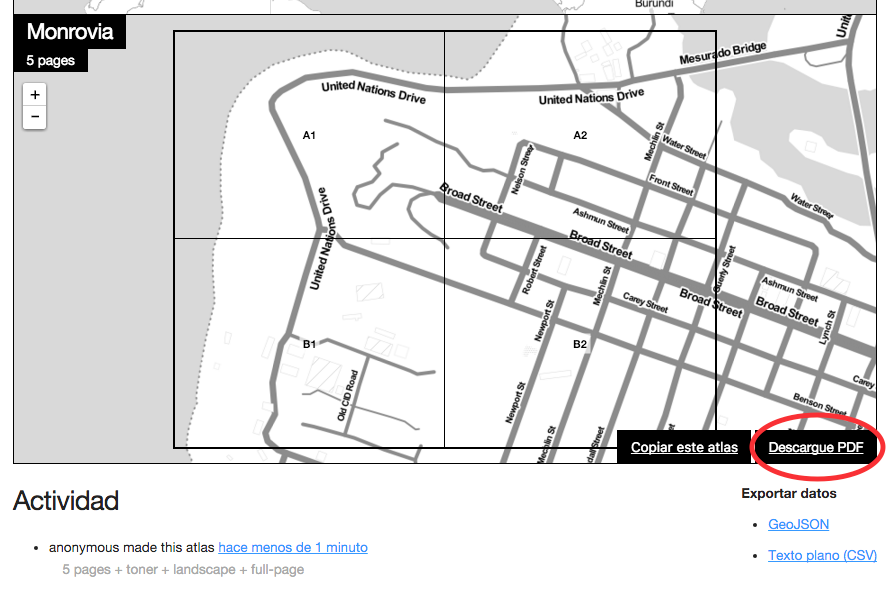 Burundi
Monrovia
5 pages
+
−
United Nations Drive
United Nations Drive
Mesurado Bridge
A1
A2
Mechlin St
Water Street
Nelson Street
Front Street
Water Street
United Nations Drive
Broad Street
Ashmun Street
Broad Street
Robert Street
Mechlin St
Guerly Street
Ashmun Street
Carey Street
Broad Street
Broad Street
Lynch St
Newport St
B1
B2
Carey
Old CID Road
Newport St
Benson Street
Mechlin St
Copiar este atlas
Descargue PDF
Actividad
Exportar datos
• anonymous made this atlas hace menos de 1 minuto
5 pages + toner + landscape + full-page
• GeoJSON
• Texto plano (CSV)